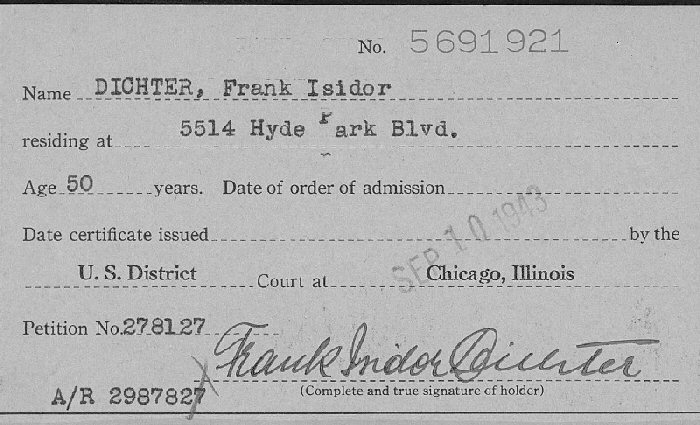 No. 5691921
Name DICHTER, Frank Isidor
residing at 5514 Hyde Park Blvd.
Age 50 years. Date of order of admission
Date certificate issued SEP 10 1943 by the
U. S. District Court at Chicago, Illinois
Petition No. 278127
Frank Isidor Dichter
A/R 2987827 (Complete and true signature of holder)